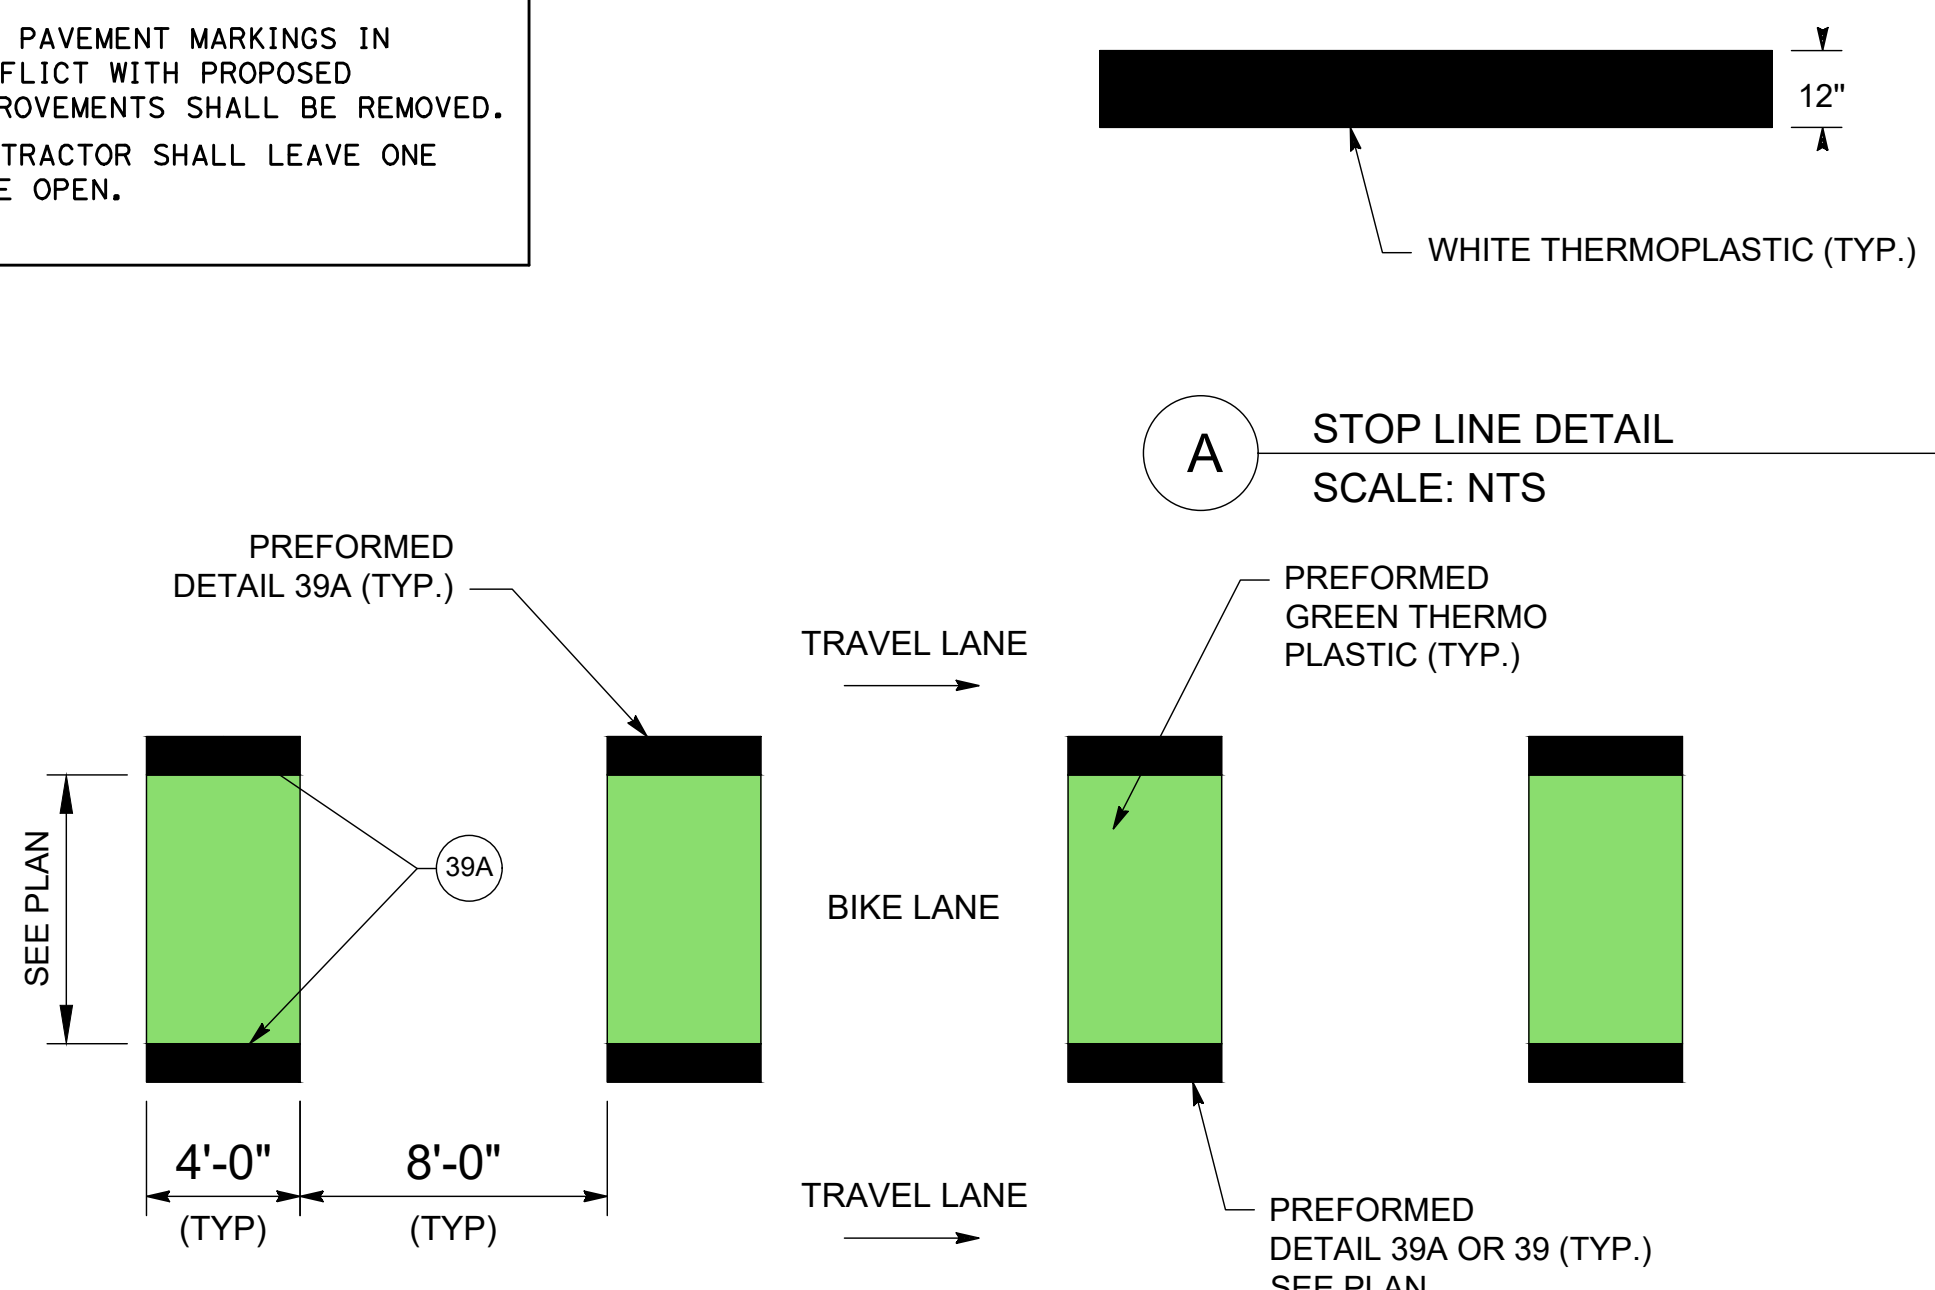 PAVEMENT MARKINGS IN
FLICT WITH PROPOSED
ROVEMENTS SHALL BE REMOVED.
TRACTOR SHALL LEAVE ONE
E OPEN.
12"
WHITE THERMOPLASTIC (TYP.)
A
STOP LINE DETAIL
SCALE: NTS
PREFORMED
DETAIL 39A (TYP.)
TRAVEL LANE
PREFORMED
GREEN THERMO
PLASTIC (TYP.)
SEE PLAN
39A
BIKE LANE
4'-0"
(TYP)
8'-0"
(TYP)
TRAVEL LANE
PREFORMED
DETAIL 39A OR 39 (TYP.)
SEE PLAN